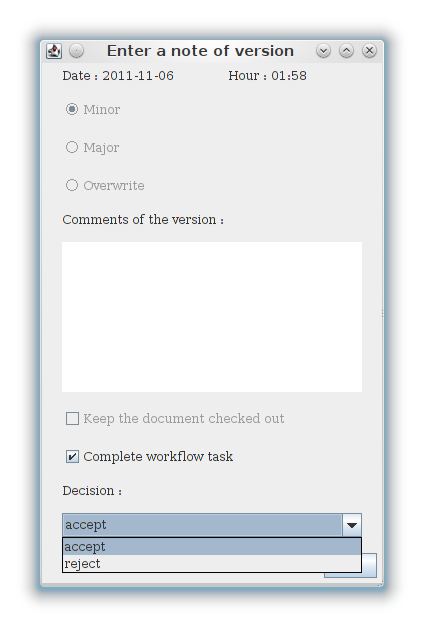 Enter a note of version
Date : 2011-11-06 Hour : 01:58
Minor
Major
Overwrite
Comments of the version :
Keep the document checked out
Complete workflow task
Decision :
accept
accept
reject